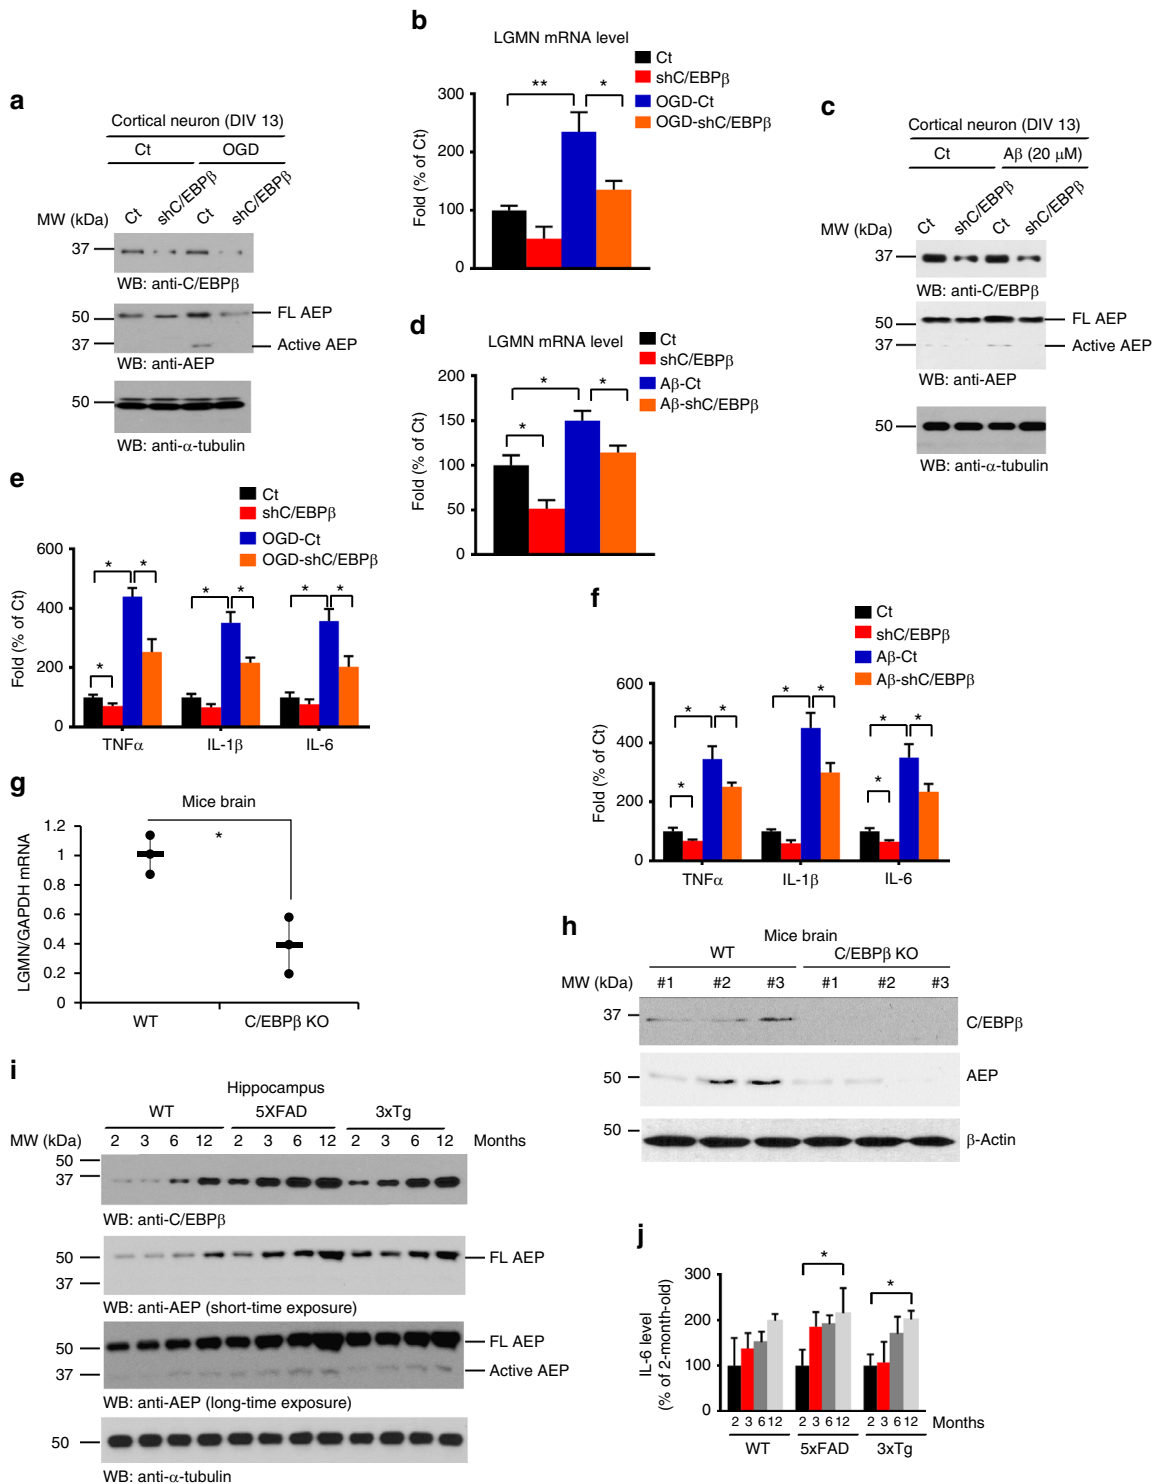 a
Cortical neuron (DIV 13)
Ct OGD
MW (kDa) Ct shC/EBPβ Ct shC/EBPβ
37
WB: anti-C/EBPβ
50 FL AEP
37 Active AEP
WB: anti-AEP
50
WB: anti-α-tubulin
b
LGMN mRNA level
Ct
shC/EBPβ
OGD-Ct
OGD-shC/EBPβ
** *
Fold (% of Ct)
300
200
100
0
c
Cortical neuron (DIV 13)
Ct Aβ (20 μM)
MW (kDa) Ct shC/EBPβ Ct shC/EBPβ
37
WB: anti-C/EBPβ
50 FL AEP
37 Active AEP
WB: anti-AEP
50
WB: anti-α-tubulin
d
LGMN mRNA level
Ct
shC/EBPβ
Aβ-Ct
Aβ-shC/EBPβ
* * *
Fold (% of Ct)
200
150
100
50
0
e
Ct
shC/EBPβ
OGD-Ct
OGD-shC/EBPβ
* * * * * * *
Fold (% of Ct)
600
400
200
0
TNFα IL-1β IL-6
f
Ct
shC/EBPβ
Aβ-Ct
Aβ-shC/EBPβ
* * * * * * * *
Fold (% of Ct)
600
400
200
0
TNFα IL-1β IL-6
g
Mice brain
*
LGMN/GAPDH mRNA
1.2
1
0.8
0.6
0.4
0.2
0
WT C/EBPβ KO
h
Mice brain
WT C/EBPβ KO
MW (kDa) #1 #2 #3 #1 #2 #3
37 C/EBPβ
50 AEP
50 β-Actin
i
Hippocampus
WT 5XFAD 3xTg
MW (kDa) 2 3 6 12 2 3 6 12 2 3 6 12 Months
50
37
WB: anti-C/EBPβ
50 FL AEP
37
WB: anti-AEP (short-time exposure)
50 FL AEP
37 Active AEP
WB: anti-AEP (long-time exposure)
50
WB: anti-α-tubulin
j
* *
IL-6 level
(% of 2-month-old)
300
200
100
0
2 3 6 12 2 3 6 12 2 3 6 12 Months
WT 5xFAD 3xTg